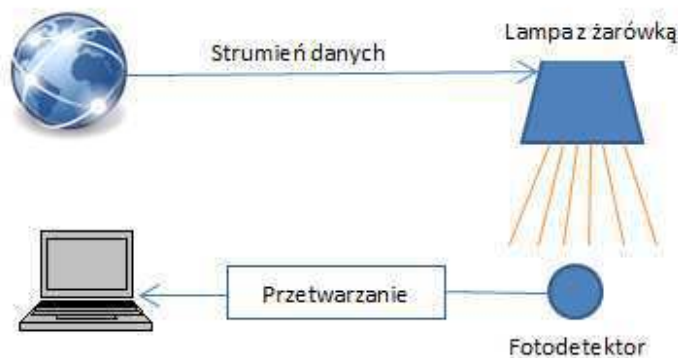 Lampa z żarówką
Strumień danych
Przetwarzanie
Fotodetektor